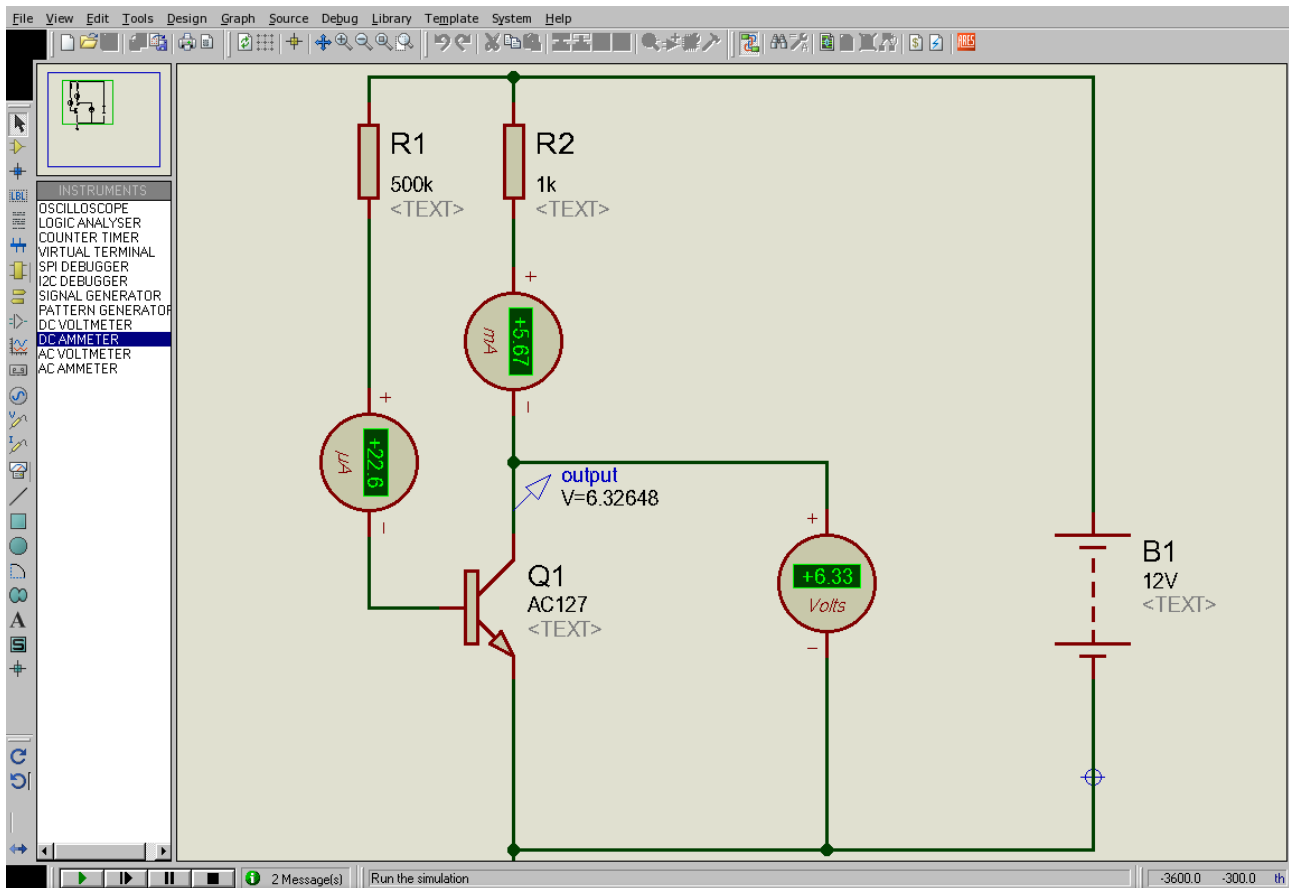 File View Edit Tools Design Graph Source Debug Library Template System Help
LBL
ARES
INSTRUMENTS
OSCILLOSCOPE
LOGIC ANALYSER
COUNTER TIMER
VIRTUAL TERMINAL
SPI DEBUGGER
I2C DEBUGGER
SIGNAL GENERATOR
PATTERN GENERATOR
DC VOLTMETER
DC AMMETER
AC VOLTMETER
AC AMMETER
R1
500k
<TEXT>
R2
1k
<TEXT>
+
+5.67
mA
−
+
+22.6
µA
−
output
V=6.32648
Q1
AC127
<TEXT>
+
+6.33
Volts
−
B1
12V
<TEXT>
V
I
A
S
2 Message(s)
Run the simulation
-3600.0 -300.0 th